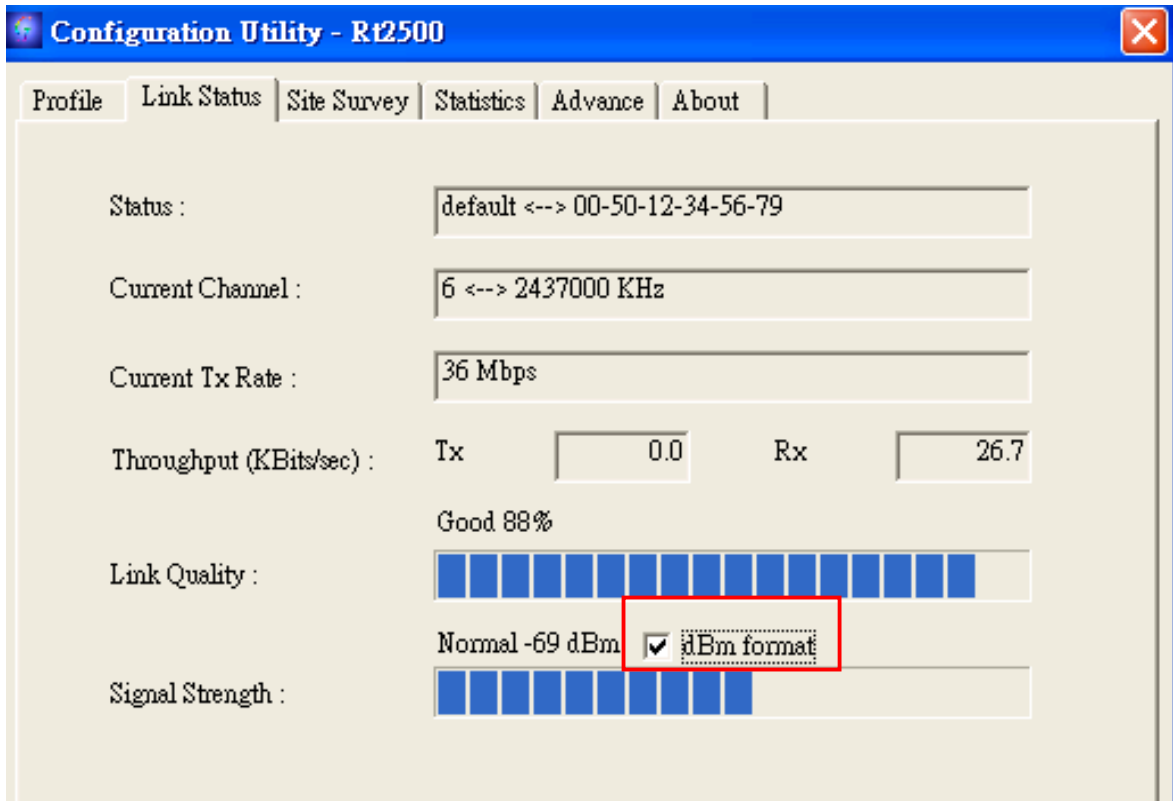 Configuration Utility - Rt2500
Profile Link Status Site Survey Statistics Advance About
Status : default <--> 00-50-12-34-56-79
Current Channel : 6 <--> 2437000 KHz
Current Tx Rate : 36 Mbps
Throughput (KBits/sec) : Tx 0.0 Rx 26.7
Good 88%
Link Quality :
Normal -69 dBm dBm format
Signal Strength :